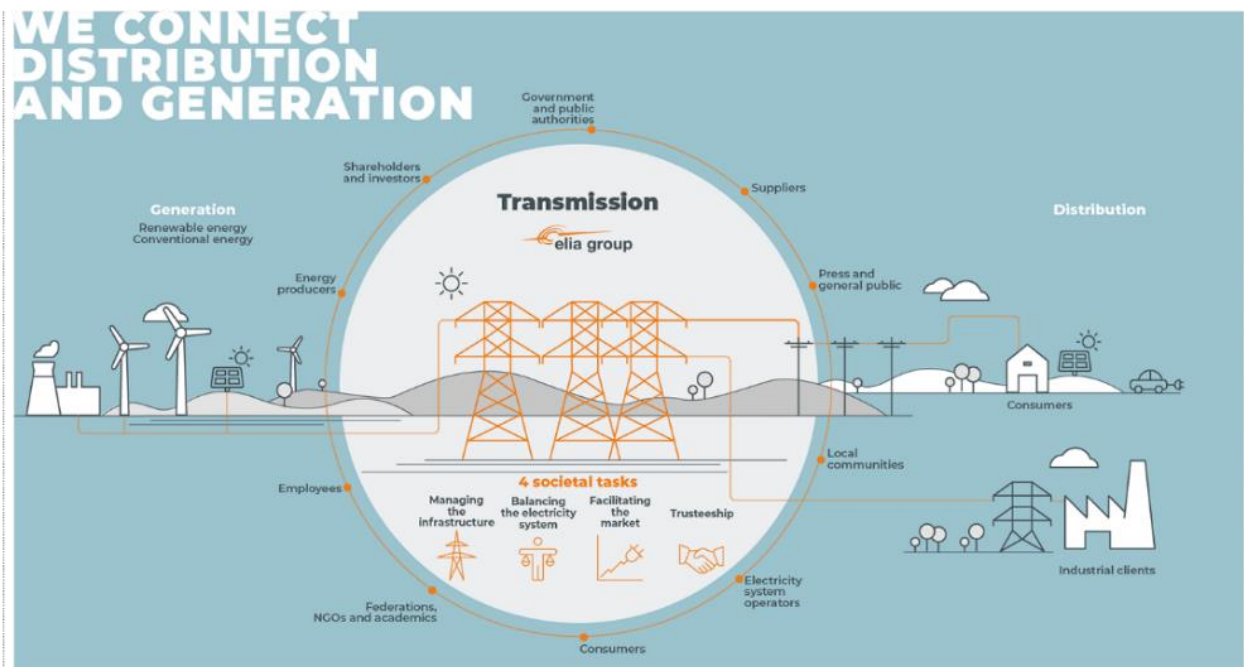 WE CONNECT
DISTRIBUTION
AND GENERATION
Government
and public
authorities
Shareholders
and investors
Suppliers
Transmission
elia group
Generation
Renewable energy
Conventional energy
Distribution
Energy
producers
Press and
general public
Consumers
Local
communities
Employees
4 societal tasks
Managing
the
infrastructure
Balancing
the electricity
system
Facilitating
the
market
Trusteeship
Industrial clients
Electricity
system
operators
Federations,
NGOs and academics
Consumers